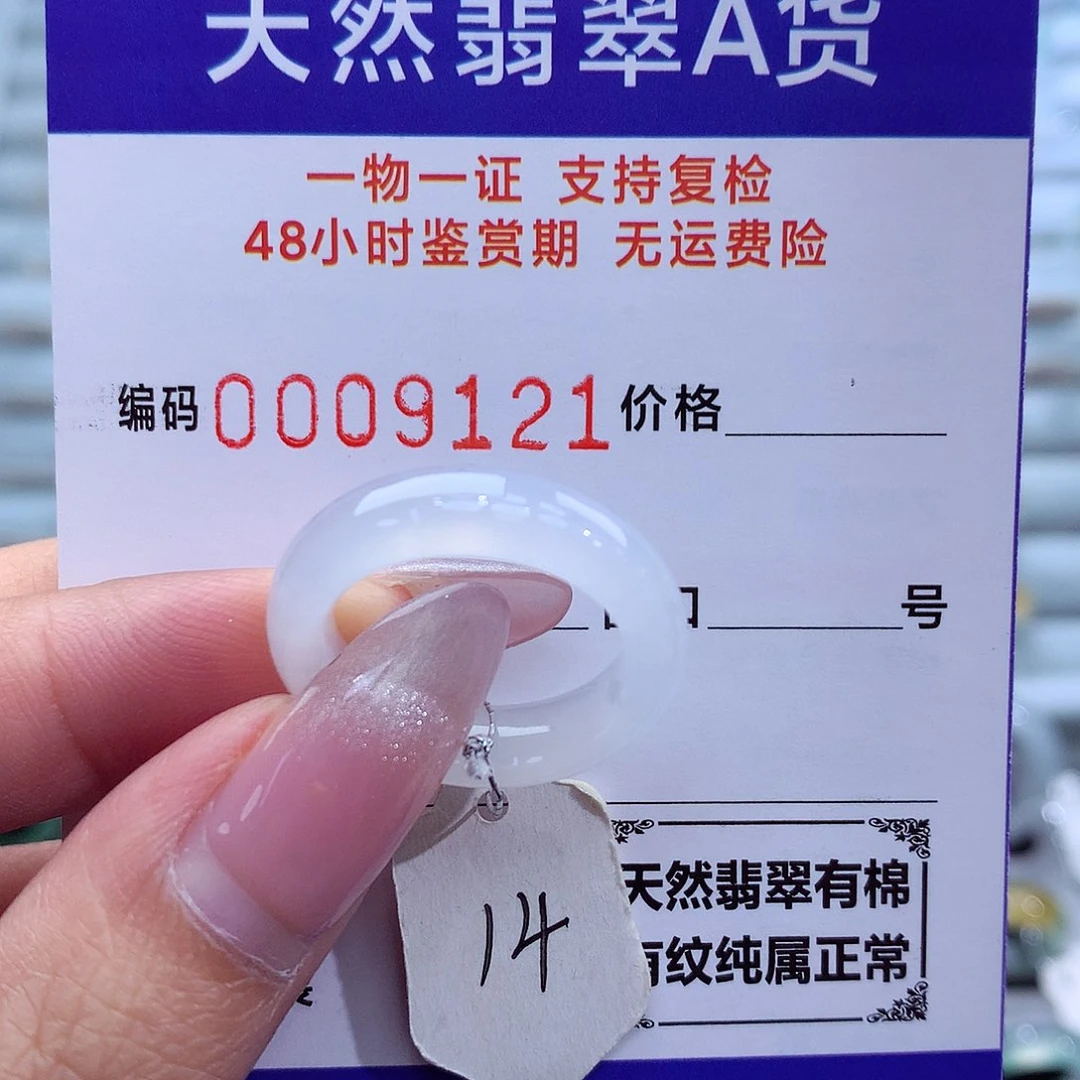 天然翡翠A货
一物一证 支持复检
48小时鉴赏期 无运费险
编码 0009121 价格
号
14
天然翡翠有棉
有纹纯属正常